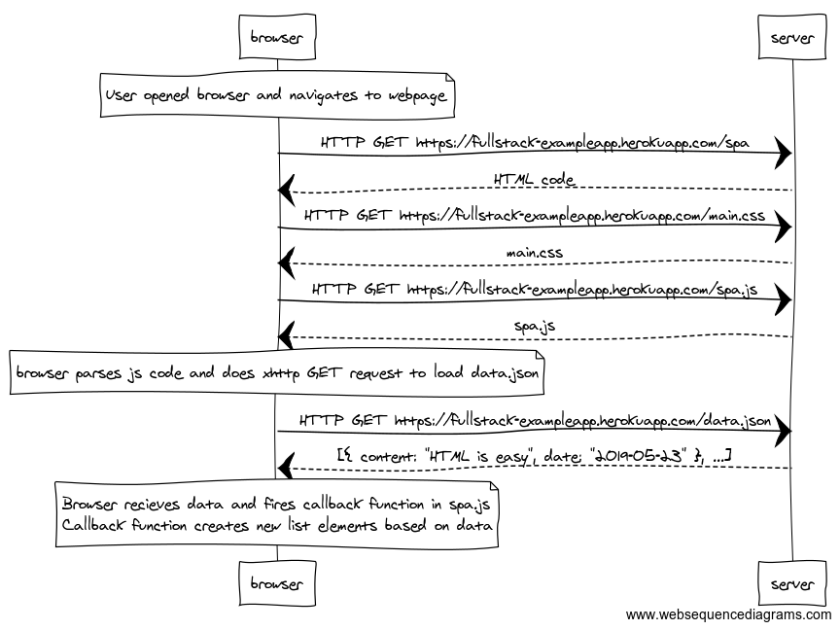 browser
server
User opened browser and navigates to webpage
HTTP GET https://fullstack-exampleapp.herokuapp.com/spa
HTML code
HTTP GET https://fullstack-exampleapp.herokuapp.com/main.css
main.css
HTTP GET https://fullstack-exampleapp.herokuapp.com/spa.js
spa.js
browser parses js code and does xhttp GET request to load data.json
HTTP GET https://fullstack-exampleapp.herokuapp.com/data.json
[{ content: "HTML is easy", date: "2019-05-23" }, ...]
Browser recieves data and fires callback function in spa.js
Callback function creates new list elements based on data
browser
server
www.websequencediagrams.com